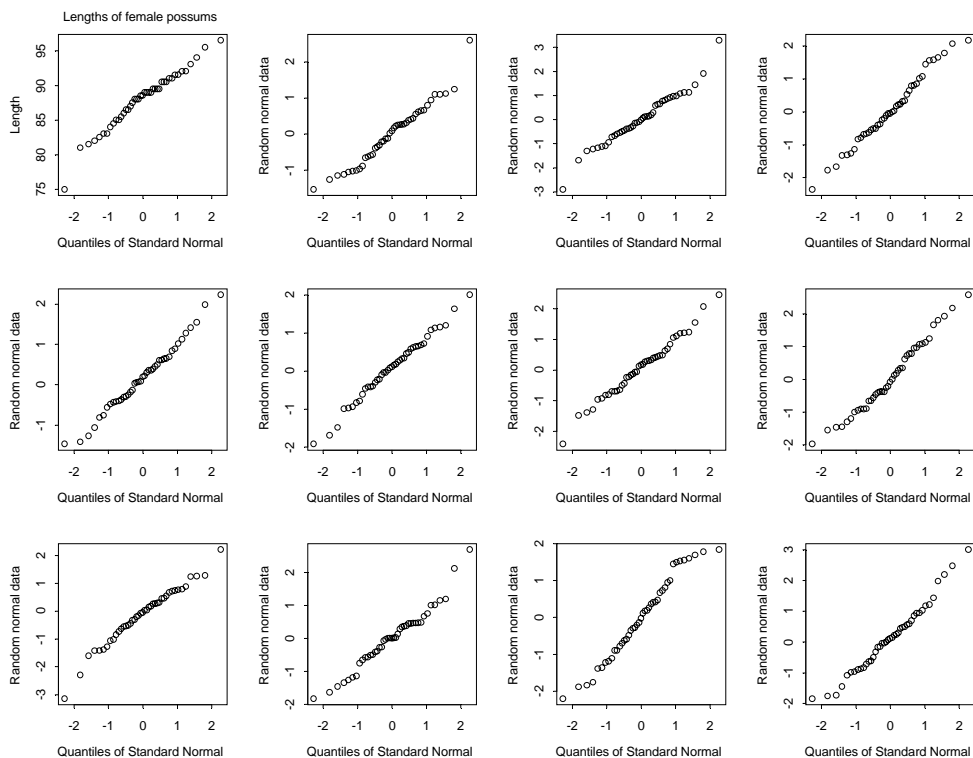 Lengths of female possums
Length
75 80 85 90 95
-2 -1 0 1 2
Quantiles of Standard Normal
Random normal data
-1 0 1 2
-2 -1 0 1 2
Quantiles of Standard Normal
Random normal data
-3 -2 -1 0 1 2 3
-2 -1 0 1 2
Quantiles of Standard Normal
Random normal data
-2 -1 0 1 2
-2 -1 0 1 2
Quantiles of Standard Normal
Random normal data
-1 0 1 2
-2 -1 0 1 2
Quantiles of Standard Normal
Random normal data
-2 -1 0 1 2
-2 -1 0 1 2
Quantiles of Standard Normal
Random normal data
-2 -1 0 1 2
-2 -1 0 1 2
Quantiles of Standard Normal
Random normal data
-2 -1 0 1 2
-2 -1 0 1 2
Quantiles of Standard Normal
Random normal data
-3 -2 -1 0 1 2
-2 -1 0 1 2
Quantiles of Standard Normal
Random normal data
-2 -1 0 1 2
-2 -1 0 1 2
Quantiles of Standard Normal
Random normal data
-2 -1 0 1 2
-2 -1 0 1 2
Quantiles of Standard Normal
Random normal data
-2 -1 0 1 2 3
-2 -1 0 1 2
Quantiles of Standard Normal